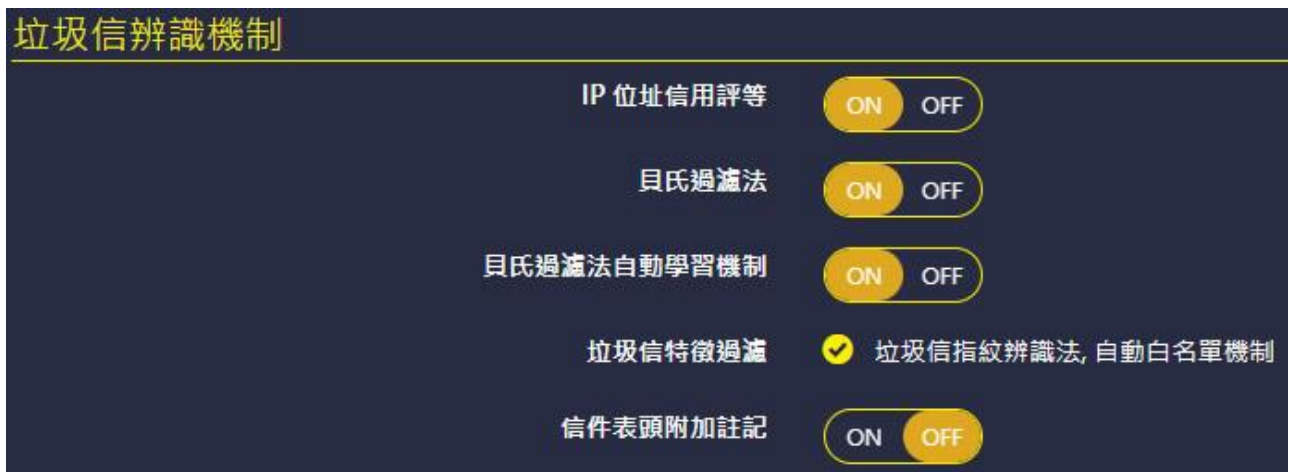 垃圾信辨識機制
IP 位址信用評等 ON OFF
貝氏過濾法 ON OFF
貝氏過濾法自動學習機制 ON OFF
垃圾信特徵過濾 垃圾信指紋辨識法, 自動白名單機制
信件表頭附加註記 ON OFF